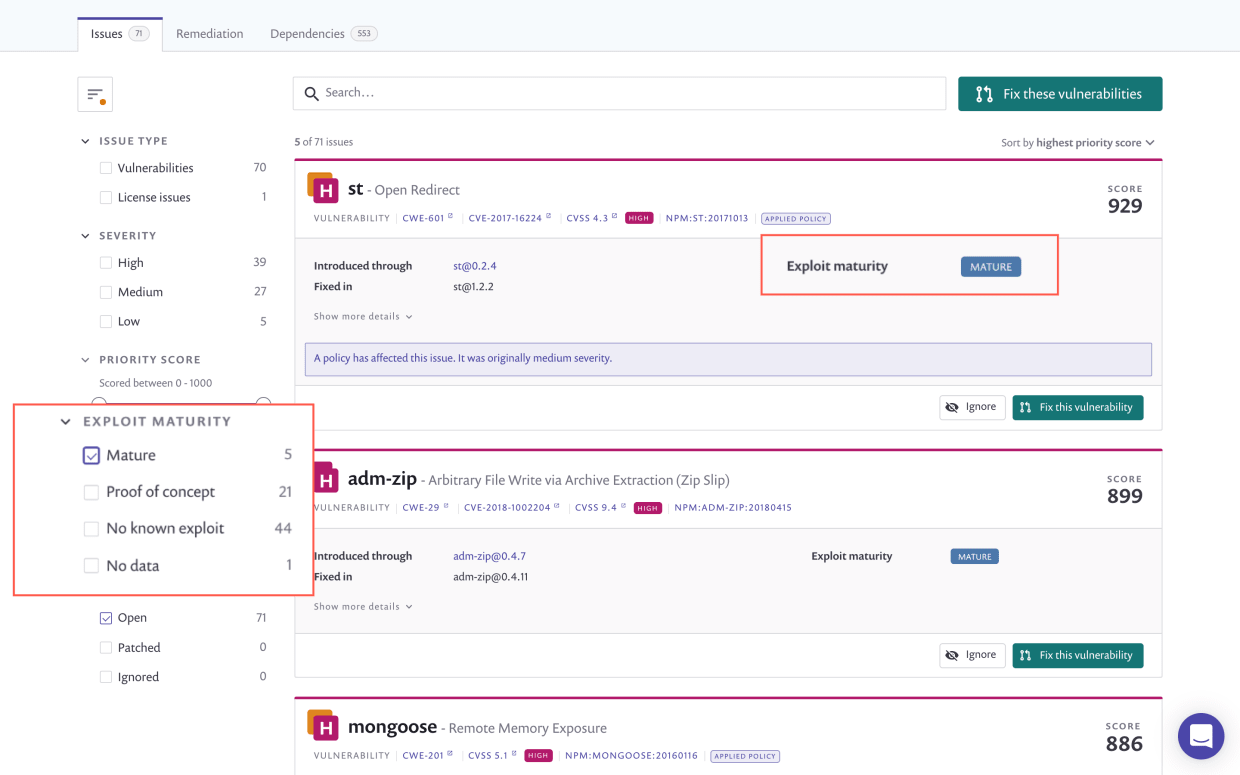 Issues 71 Remediation Dependencies 553
Search…
Fix these vulnerabilities
ISSUE TYPE
Vulnerabilities 70
License issues 1
SEVERITY
High 39
Medium 27
Low 5
PRIORITY SCORE
Scored between 0 - 1000
EXPLOIT MATURITY
Mature 5
Proof of concept 21
No known exploit 44
No data 1
Open 71
Patched 0
Ignored 0
5 of 71 issues
Sort by highest priority score
H st - Open Redirect
SCORE
929
VULNERABILITY CWE-601 CVE-2017-16224 CVSS 4.3 HIGH NPM:ST:20171013 APPLIED POLICY
Introduced through st@0.2.4
Exploit maturity MATURE
Fixed in st@1.2.2
Show more details
A policy has affected this issue. It was originally medium severity.
Ignore Fix this vulnerability
H adm-zip - Arbitrary File Write via Archive Extraction (Zip Slip)
SCORE
899
VULNERABILITY CWE-29 CVE-2018-1002204 CVSS 9.4 HIGH NPM:ADM-ZIP:20180415
Introduced through adm-zip@0.4.7
Exploit maturity MATURE
Fixed in adm-zip@0.4.11
Show more details
Ignore Fix this vulnerability
H mongoose - Remote Memory Exposure
SCORE
886
VULNERABILITY CWE-201 CVSS 5.1 HIGH NPM:MONGOOSE:20160116 APPLIED POLICY